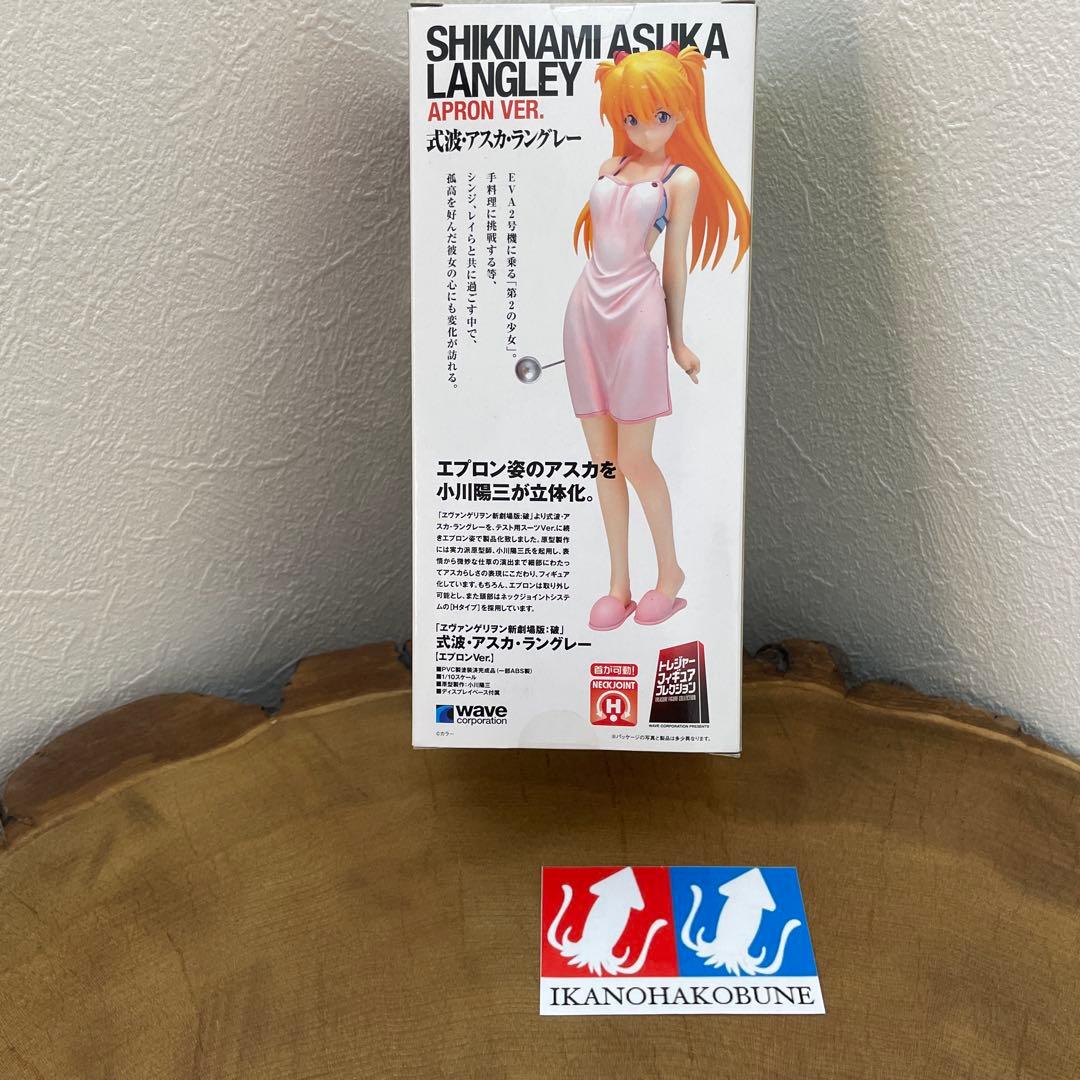 SHIKINAMI ASUKA
LANGLEY
APRON VER.
式波・アスカ・ラングレー
EVA2号機に乗る「第2の少女」。
手料理に挑戦する等、
シンジ、レイらと共に過ごす中で、
孤高を好んだ彼女の心にも変化が訪れる。
エプロン姿のアスカを
小川陽三が立体化。
「ヱヴァンゲリヲン新劇場版:破」より式波・ア
スカ・ラングレーを、テスト用スーツVer.に続
きエプロン姿で製品化致しました。原型製作
には実力派原型師、小川陽三氏を起用し、表
情から微妙な仕草の演出まで細部にわたっ
てアスカらしさの表現にこだわり、フィギュア
化しています。もちろん、エプロンは取り外し
可能とし、また頭部はネックジョイントシステ
ムの[Hタイプ]を採用しています。
「ヱヴァンゲリヲン新劇場版:破」
式波・アスカ・ラングレー
[エプロンVer.]
■PVC製塗装済完成品(一部ABS製)
■1/10スケール
■原型製作:小川陽三
■ディスプレイベース付属
wave
corporation
©カラー
首が可動!
NECK JOINT
H
トレジャー
フィギュア
コレクション
TREASURE FIGURE COLLECTION
WAVE CORPORATION PRESENTS
※パッケージの写真と製品は多少異なります。
IKANOHAKOBUNE